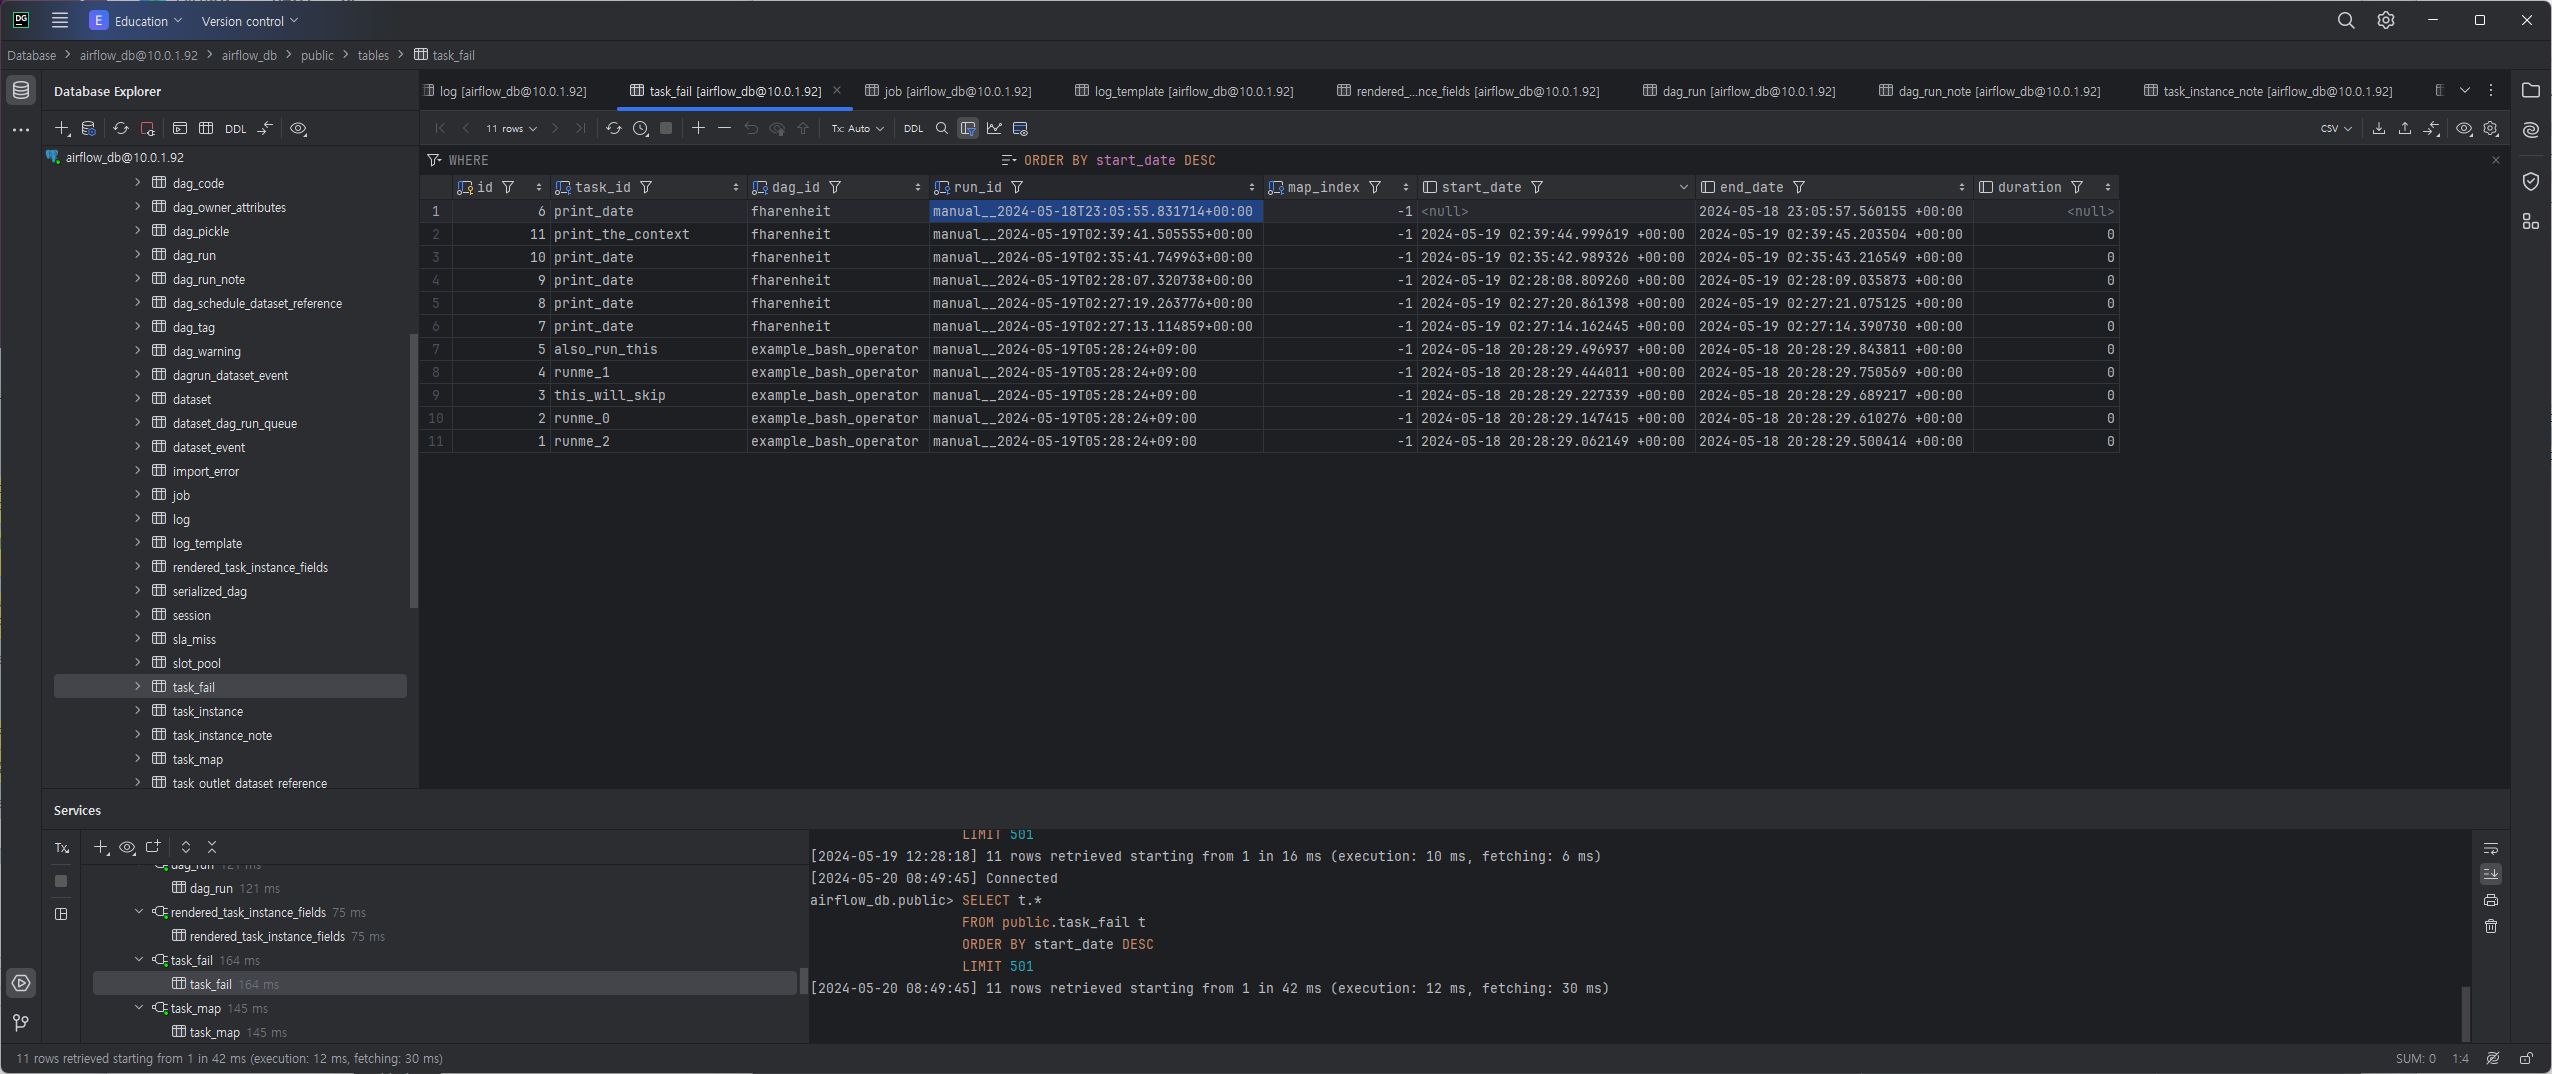 DG
E Education Version control
Database airflow_db@10.0.1.92 airflow_db public tables task_fail
Database Explorer
log [airflow_db@10.0.1.92] task_fail [airflow_db@10.0.1.92] job [airflow_db@10.0.1.92] log_template [airflow_db@10.0.1.92] rendered_...nce_fields [airflow_db@10.0.1.92] dag_run [airflow_db@10.0.1.92] dag_run_note [airflow_db@10.0.1.92] task_instance_note [airflow_db@10.0.1.92]
DDL
11 rows Tx: Auto DDL CSV
airflow_db@10.0.1.92
dag_code
dag_owner_attributes
dag_pickle
dag_run
dag_run_note
dag_schedule_dataset_reference
dag_tag
dag_warning
dagrun_dataset_event
dataset
dataset_dag_run_queue
dataset_event
import_error
job
log
log_template
rendered_task_instance_fields
serialized_dag
session
sla_miss
slot_pool
task_fail
task_instance
task_instance_note
task_map
task_outlet_dataset_reference
WHERE ORDER BY start_date DESC
id task_id dag_id run_id map_index start_date end_date duration
1 6 print_date fharenheit manual__2024-05-18T23:05:55.831714+00:00 -1 <null> 2024-05-18 23:05:57.560155 +00:00 <null>
2 11 print_the_context fharenheit manual__2024-05-19T02:39:41.505555+00:00 -1 2024-05-19 02:39:44.999619 +00:00 2024-05-19 02:39:45.203504 +00:00 0
3 10 print_date fharenheit manual__2024-05-19T02:35:41.749963+00:00 -1 2024-05-19 02:35:42.989326 +00:00 2024-05-19 02:35:43.216549 +00:00 0
4 9 print_date fharenheit manual__2024-05-19T02:28:07.320738+00:00 -1 2024-05-19 02:28:08.809260 +00:00 2024-05-19 02:28:09.035873 +00:00 0
5 8 print_date fharenheit manual__2024-05-19T02:27:19.263776+00:00 -1 2024-05-19 02:27:20.861398 +00:00 2024-05-19 02:27:21.075125 +00:00 0
6 7 print_date fharenheit manual__2024-05-19T02:27:13.114859+00:00 -1 2024-05-19 02:27:14.162445 +00:00 2024-05-19 02:27:14.390730 +00:00 0
7 5 also_run_this example_bash_operator manual__2024-05-19T05:28:24+09:00 -1 2024-05-18 20:28:29.496937 +00:00 2024-05-18 20:28:29.843811 +00:00 0
8 4 runme_1 example_bash_operator manual__2024-05-19T05:28:24+09:00 -1 2024-05-18 20:28:29.444011 +00:00 2024-05-18 20:28:29.750569 +00:00 0
9 3 this_will_skip example_bash_operator manual__2024-05-19T05:28:24+09:00 -1 2024-05-18 20:28:29.227339 +00:00 2024-05-18 20:28:29.689217 +00:00 0
10 2 runme_0 example_bash_operator manual__2024-05-19T05:28:24+09:00 -1 2024-05-18 20:28:29.147415 +00:00 2024-05-18 20:28:29.610276 +00:00 0
11 1 runme_2 example_bash_operator manual__2024-05-19T05:28:24+09:00 -1 2024-05-18 20:28:29.062149 +00:00 2024-05-18 20:28:29.500414 +00:00 0
Services
Tx
dag_run 121 ms
dag_run 121 ms
rendered_task_instance_fields 75 ms
rendered_task_instance_fields 75 ms
task_fail 164 ms
task_fail 164 ms
task_map 145 ms
task_map 145 ms
LIMIT 501
[2024-05-19 12:28:18] 11 rows retrieved starting from 1 in 16 ms (execution: 10 ms, fetching: 6 ms)
[2024-05-20 08:49:45] Connected
airflow_db.public> SELECT t.*
FROM public.task_fail t
ORDER BY start_date DESC
LIMIT 501
[2024-05-20 08:49:45] 11 rows retrieved starting from 1 in 42 ms (execution: 12 ms, fetching: 30 ms)
11 rows retrieved starting from 1 in 42 ms (execution: 12 ms, fetching: 30 ms) SUM: 0 1:4